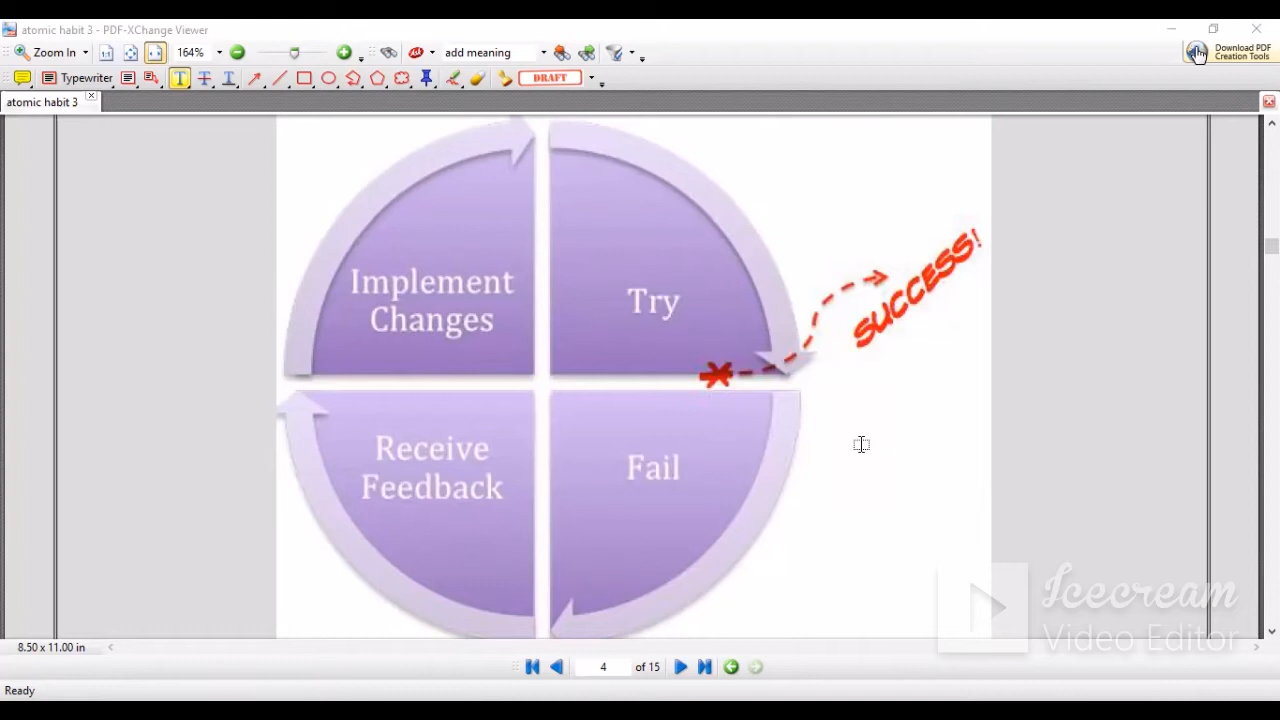 atomic habit 3 - PDF-XChange Viewer
Zoom In
164%
add meaning
Download PDF
Creation Tools
Typewriter
DRAFT
atomic habit 3
Implement
Changes
Try
SUCCESS!
Receive
Feedback
Fail
Icecream
Video Editor
8.50 x 11.00 in
4
of 15
Ready